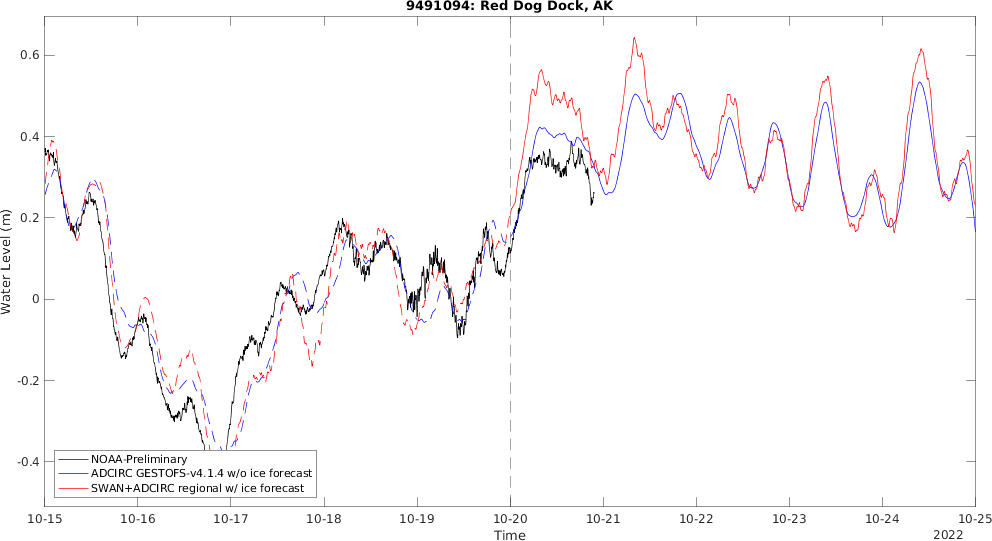 9491094: Red Dog Dock, AK
Water Level (m)
0.6
0.4
0.2
0
-0.2
-0.4
NOAA-Preliminary
ADCIRC GESTOFS-v4.1.4 w/o ice forecast
SWAN+ADCIRC regional w/ ice forecast
10-15 10-16 10-17 10-18 10-19 10-20 10-21 10-22 10-23 10-24 10-25
Time
2022